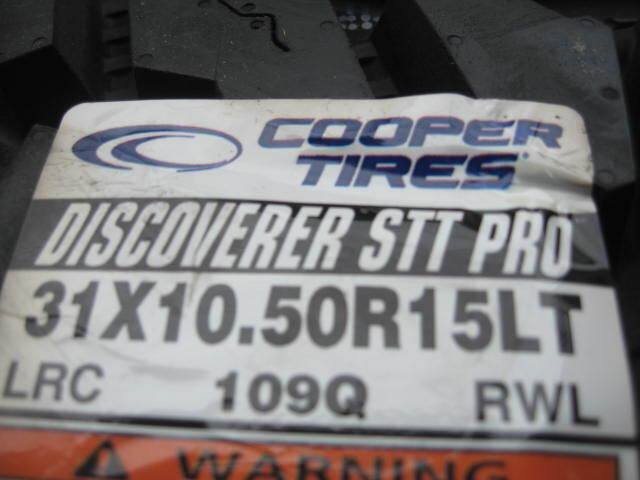 COOPER
TIRES
DISCOVERER STT PRO
31X10.50R15LT
LRC 109Q RWL
WARNING